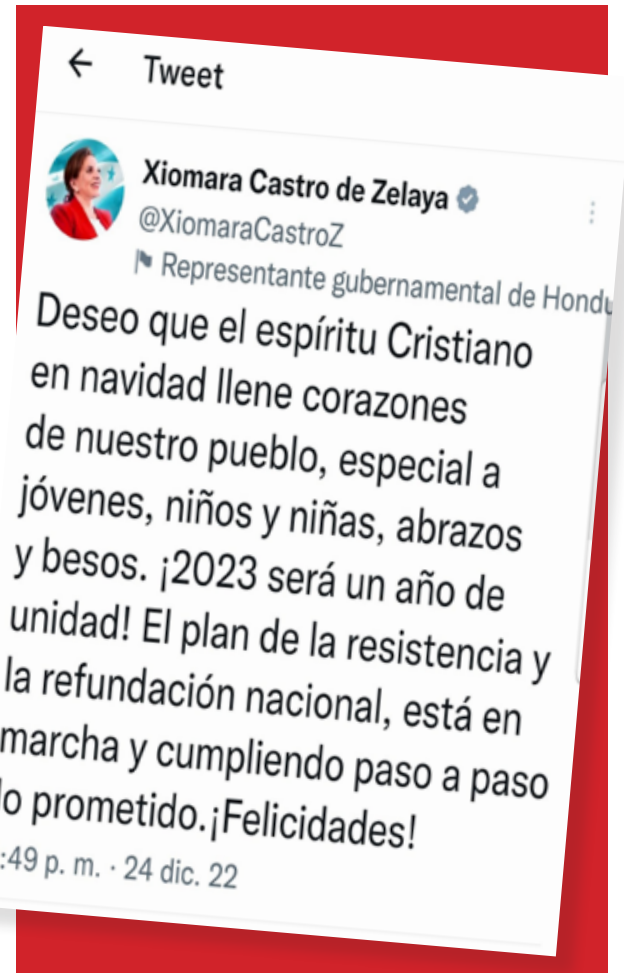 Tweet
Xiomara Castro de Zelaya
@XiomaraCastroZ
Representante gubernamental de
Deseo que el espíritu Cristiano
en navidad llene corazones
de nuestro pueblo, especial a
jóvenes, niños y niñas, abrazos
y besos. ¡2023 será un año de
unidad! El plan de la resistencia y
la refundación nacional, está en
marcha y cumpliendo paso a paso
lo prometido.¡Felicidades!
:49 p. m. · 24 dic. 22